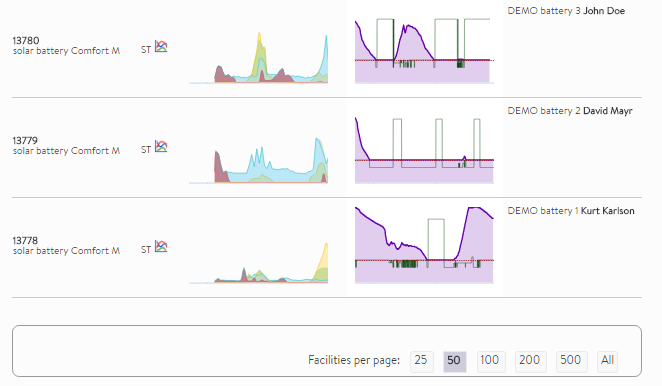 DEMO battery 3 John Doe
13780
solar battery Comfort M
ST
DEMO battery 2 David Mayr
13779
solar battery Comfort M
ST
DEMO battery 1 Kurt Karlson
13778
solar battery Comfort M
ST
Facilities per page: 25 50 100 200 500 All